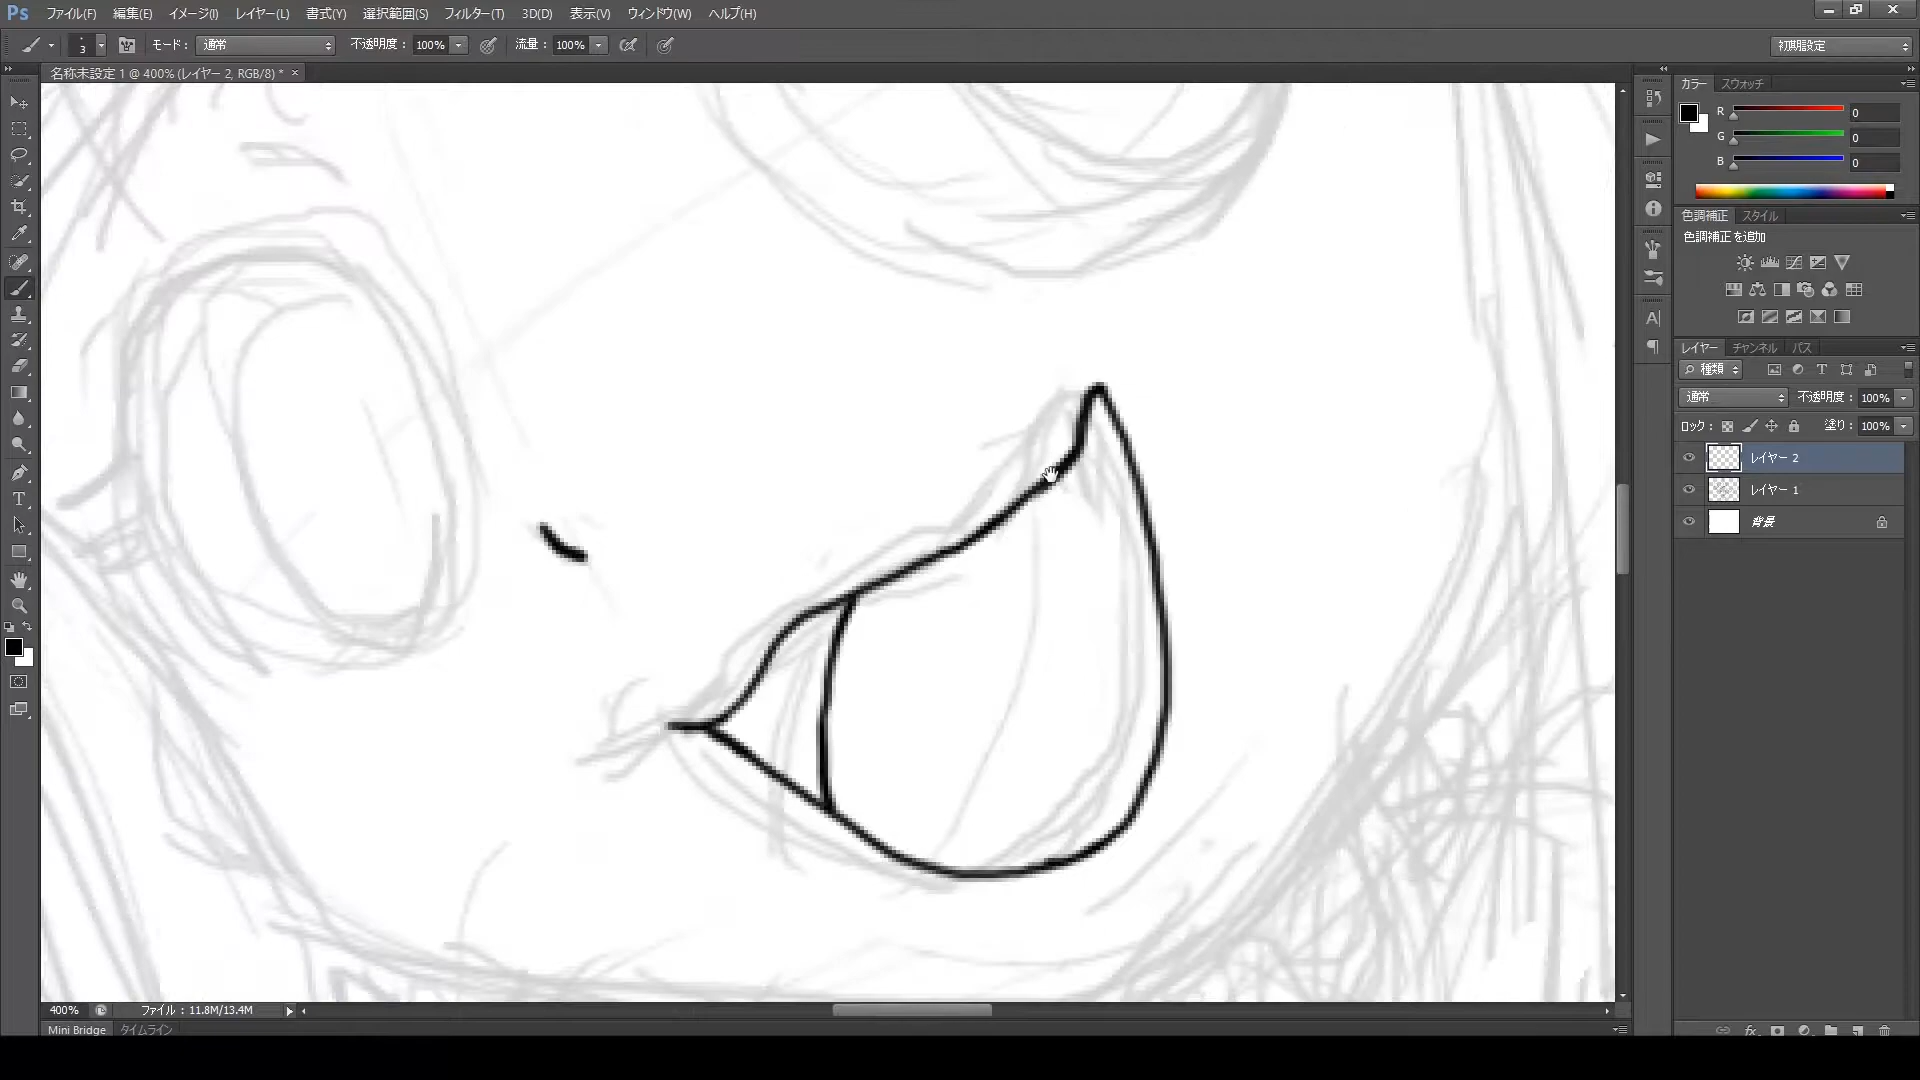 Ps ファイル(F) 編集(E) イメージ(I) レイヤー(L) 書式(Y) 選択範囲(S) フィルター(T) 3D(D) 表示(V) ウィンドウ(W) ヘルプ(H)
3 モード： 通常 不透明度： 100% 流量： 100% 初期設定
名称未設定 1 @ 400% (レイヤー 2, RGB/8) * ×
カラー スウォッチ
R 0
G 0
B 0
色調補正 スタイル
色調補正を追加
レイヤー チャンネル パス
種類
通常 不透明度： 100%
ロック： 塗り： 100%
レイヤー 2
レイヤー 1
背景
400% ファイル：11.8M/13.4M
Mini Bridge タイムライン